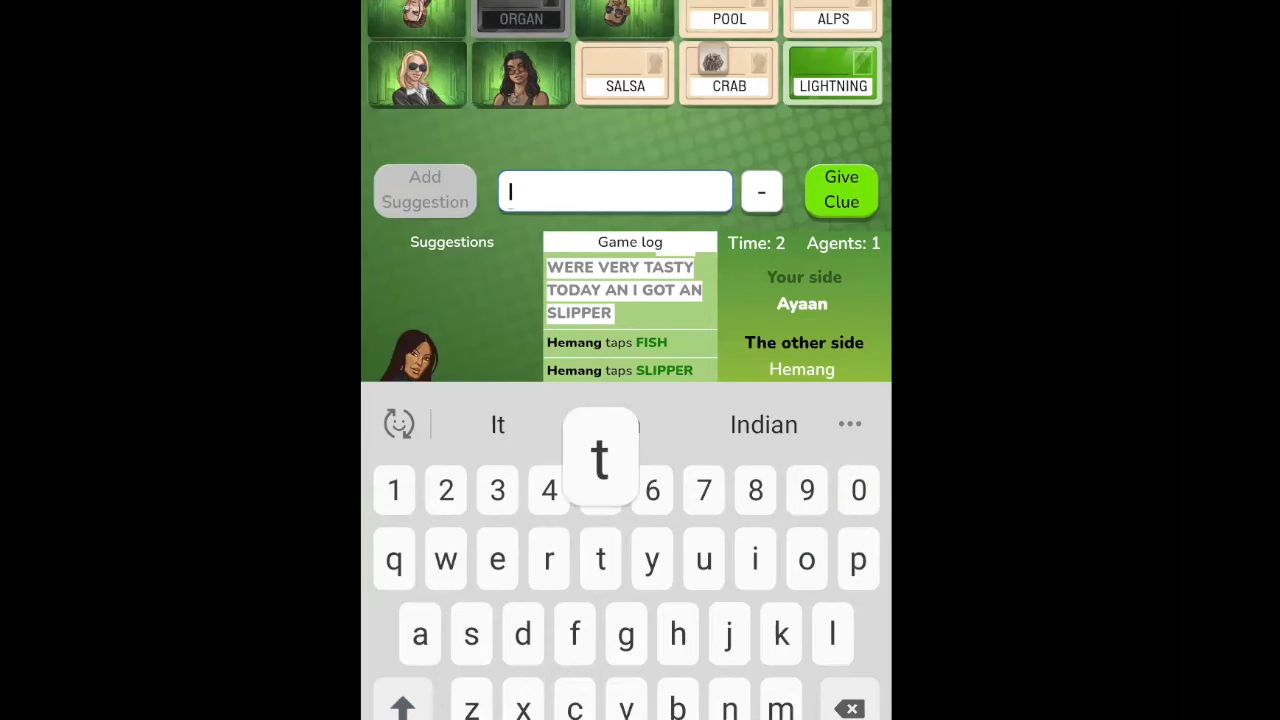 ORGAN POOL ALPS
SALSA CRAB LIGHTNING
Add Suggestion
I
-
Give Clue
Suggestions
Game log
Time: 2 Agents: 1
WERE VERY TASTY
TODAY AN I GOT AN
SLIPPER
Hemang taps FISH
Hemang taps SLIPPER
Your side
Ayaan
The other side
Hemang
It Indian
t
1 2 3 4 6 7 8 9 0
q w e r t y u i o p
a s d f g h j k l
z x c v b n m